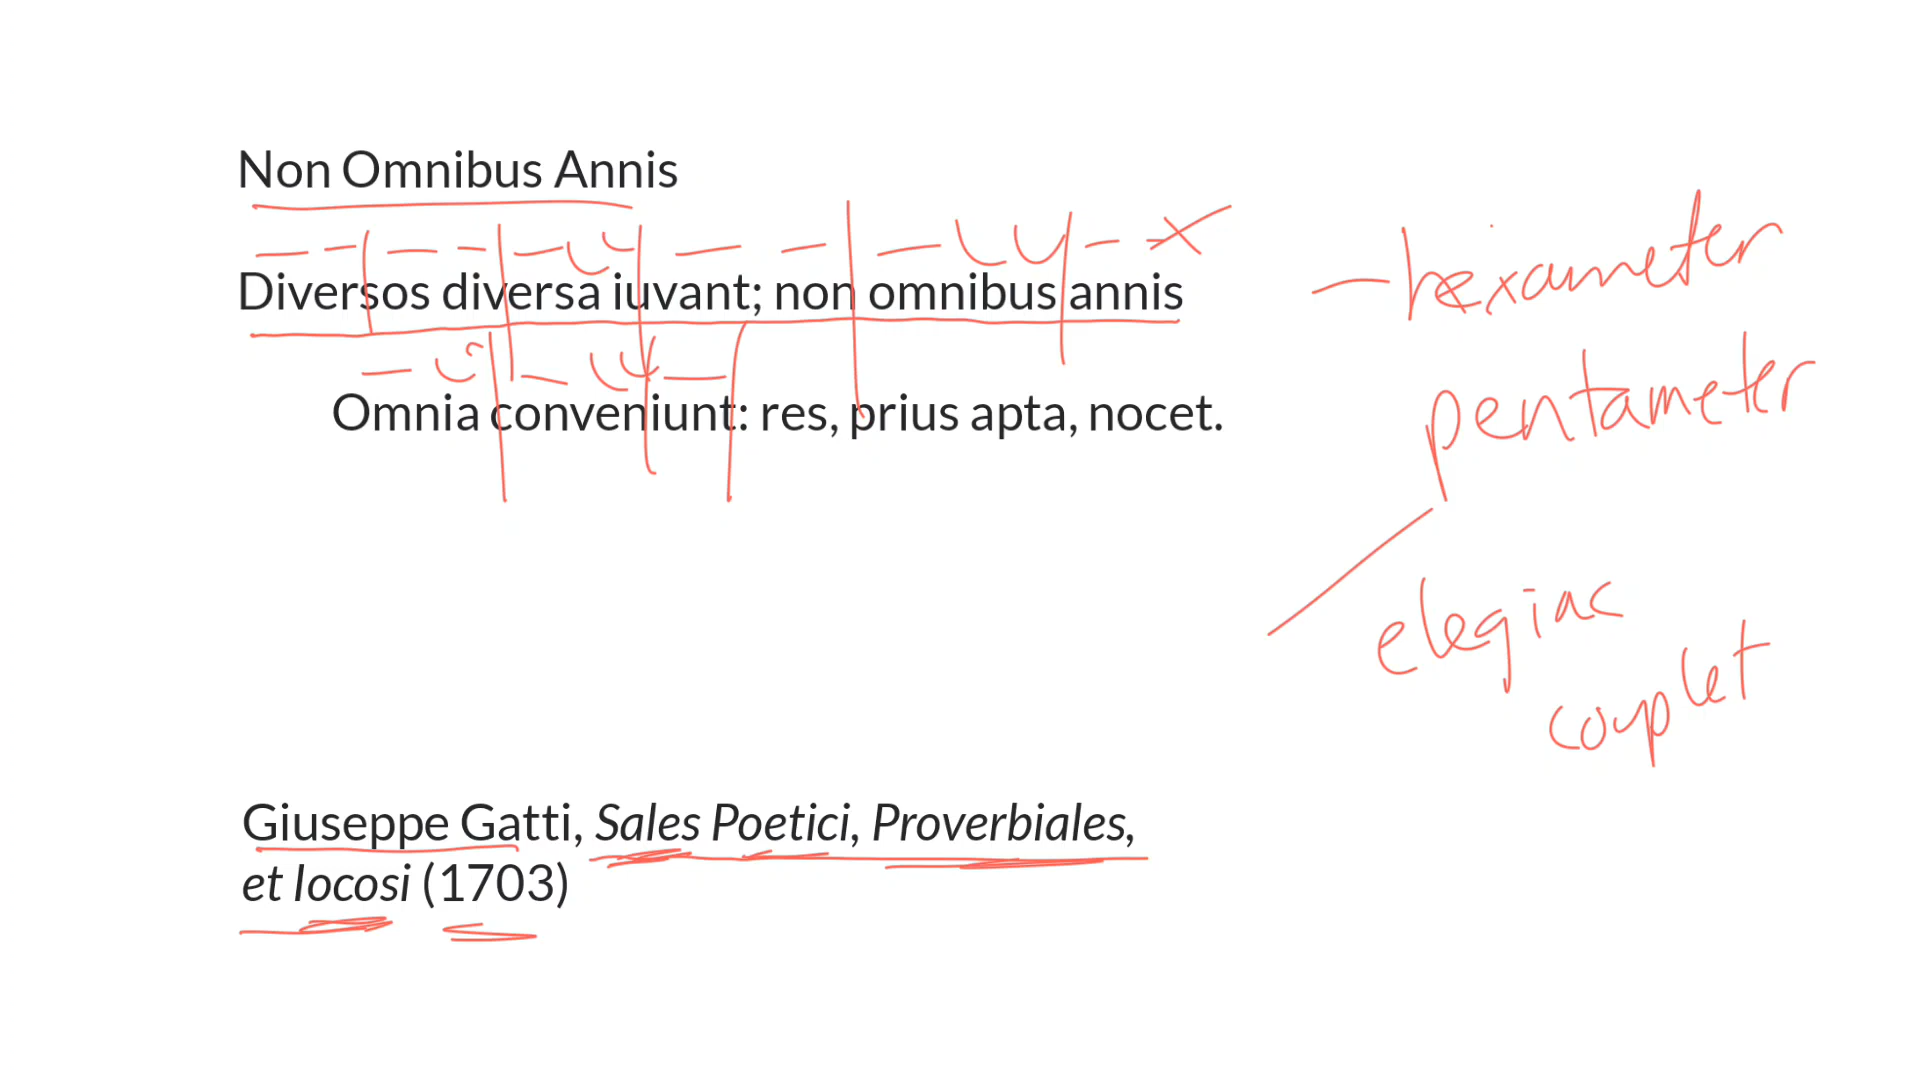 Non Omnibus Annis
Diversos diversa iuvant; non omnibus annis
Omnia conveniunt: res, prius apta, nocet.
hexameter
pentameter
elegiac
couplet
Giuseppe Gatti, Sales Poetici, Proverbiales,
et Iocosi (1703)